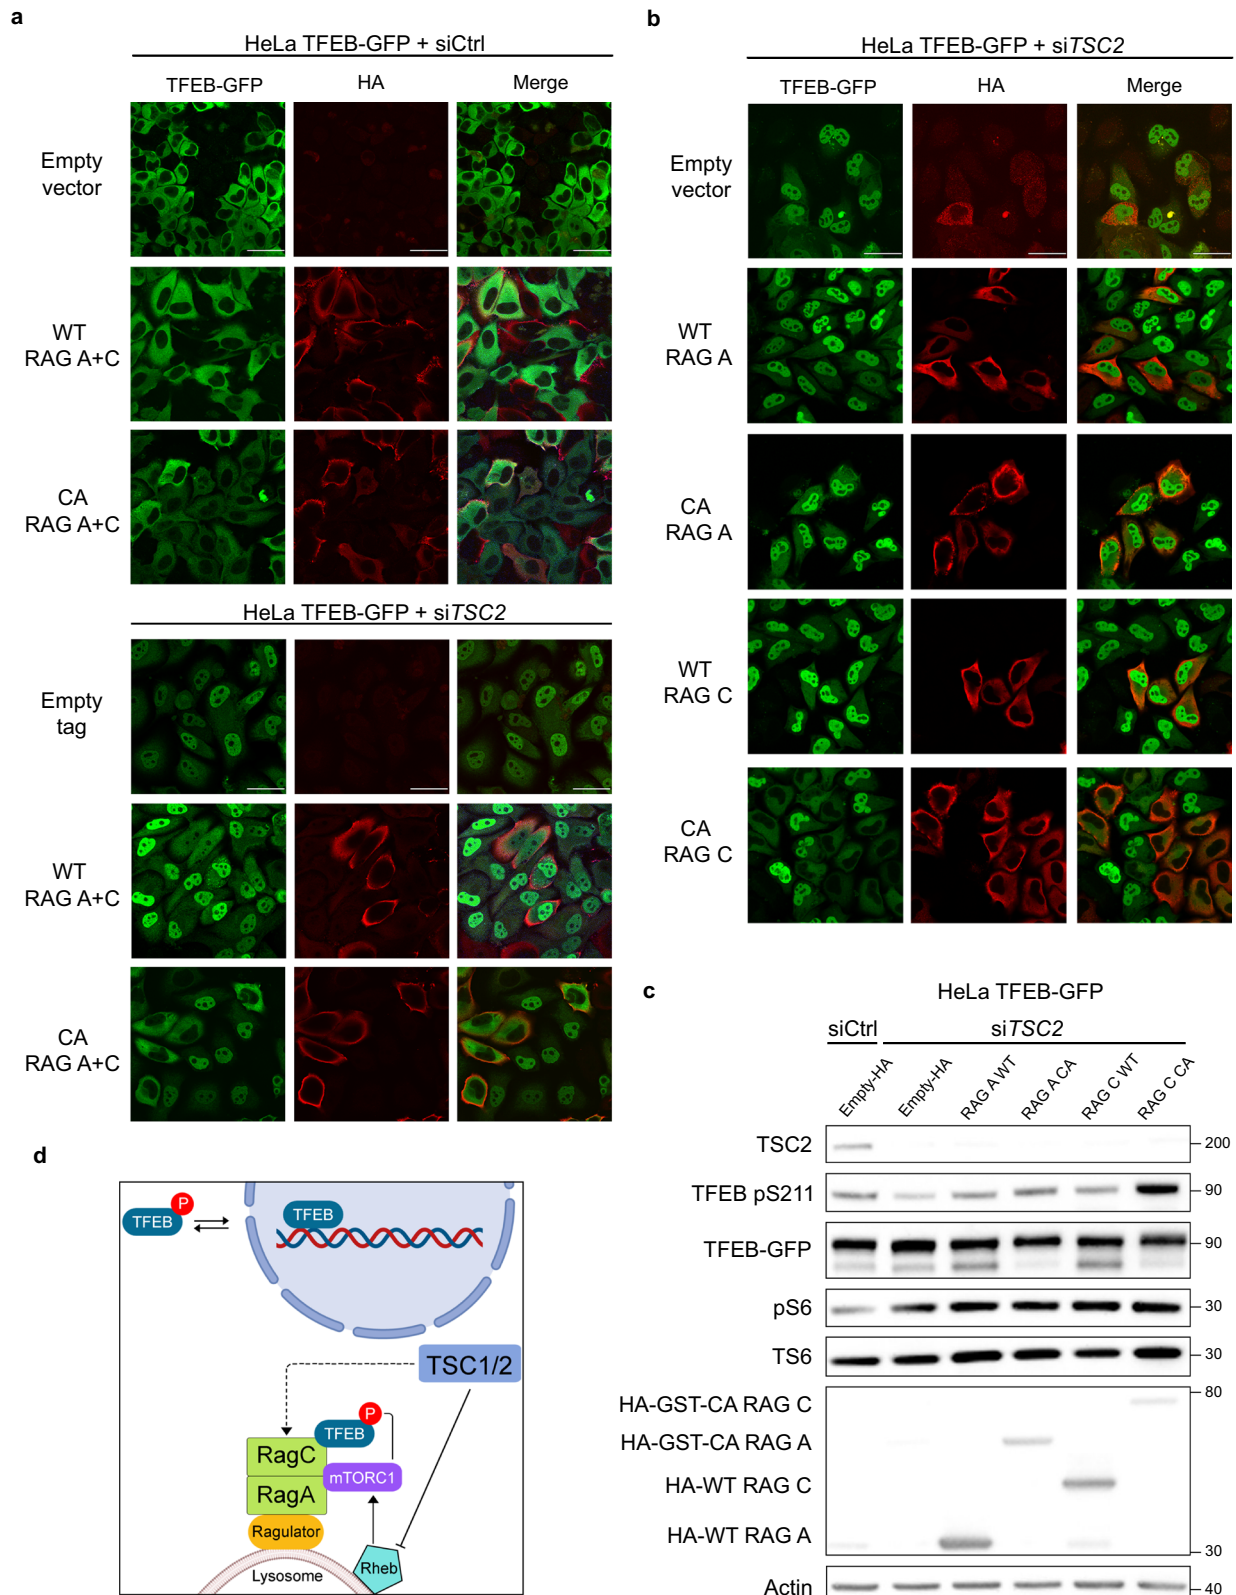 a
HeLa TFEB-GFP + siCtrl
TFEB-GFP HA Merge
Empty
vector
WT
RAG A+C
CA
RAG A+C
HeLa TFEB-GFP + siTSC2
Empty
tag
WT
RAG A+C
CA
RAG A+C
b
HeLa TFEB-GFP + siTSC2
TFEB-GFP HA Merge
Empty
vector
WT
RAG A
CA
RAG A
WT
RAG C
CA
RAG C
c
HeLa TFEB-GFP
siCtrl siTSC2
Empty-HA Empty-HA RAG A WT RAG A CA RAG C WT RAG C CA
TSC2 200
TFEB pS211 90
TFEB-GFP 90
pS6 30
TS6 30
80
HA-GST-CA RAG C
HA-GST-CA RAG A
HA-WT RAG C
HA-WT RAG A
30
Actin 40
d
P
TFEB
TFEB
TSC1/2
P
TFEB
RagC
mTORC1
RagA
Ragulator
Rheb
Lysosome